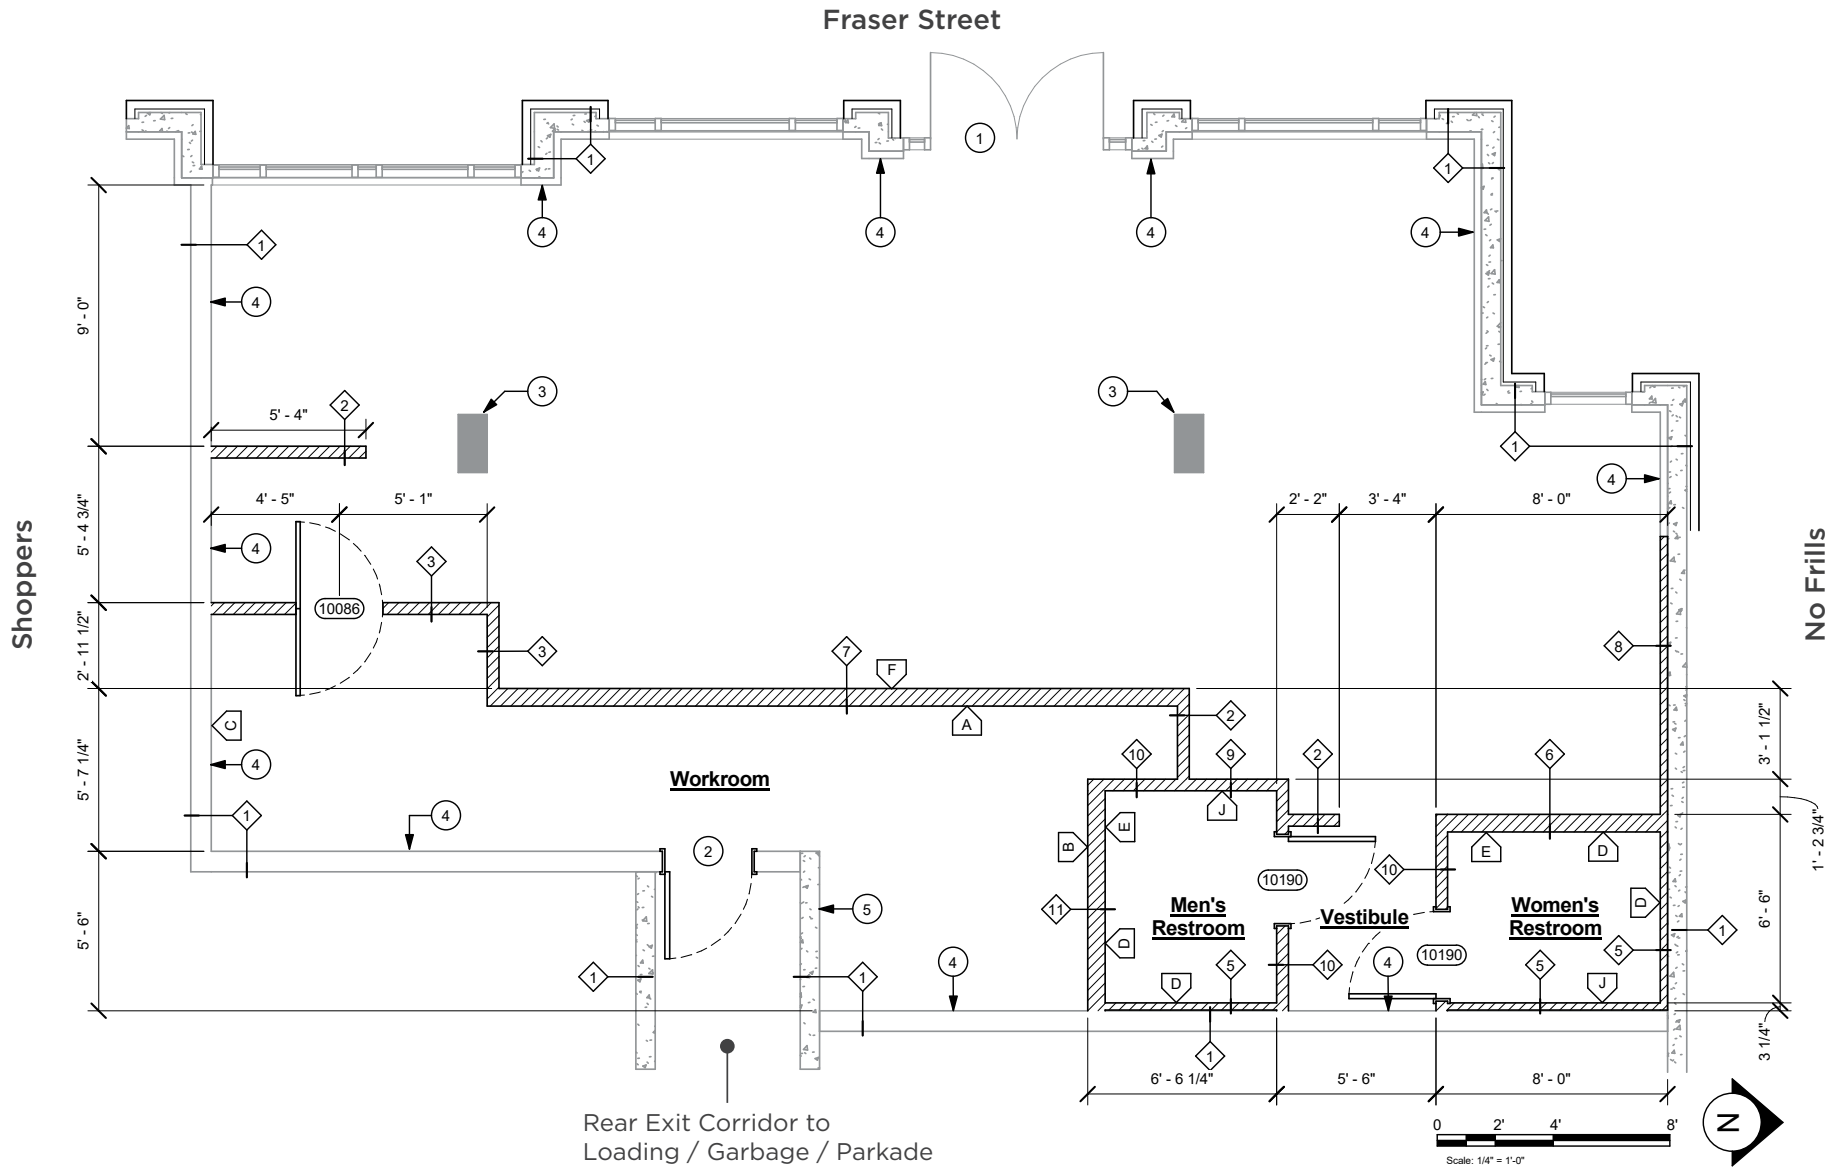 Fraser Street
1
1
1
4
4
4
4
1
4
9' - 0"
3
3
5' - 4"
2
1
4
4' - 5"
5' - 1"
2' - 2"
3' - 4"
8' - 0"
5' - 4 3/4"
4
3
Shoppers
No Frills
10086
2' - 11 1/2"
3
7
F
8
C
A
2
3' - 1 1/2"
4
Workroom
10
9
2
6
5' - 7 1/4"
1
4
J
1' - 2 3/4"
2
B
E
E
D
10
10190
5' - 6"
5
11
Men's
Restroom
Vestibule
Women's
Restroom
D
6' - 6"
1
D
10190
1
1
4
5
10
4
5
5
D
J
3 1/4"
1
6' - 6 1/4"
5' - 6"
8' - 0"
Rear Exit Corridor to
Loading / Garbage / Parkade
0
2'
4'
8'
Scale: 1/4" = 1'-0"
N